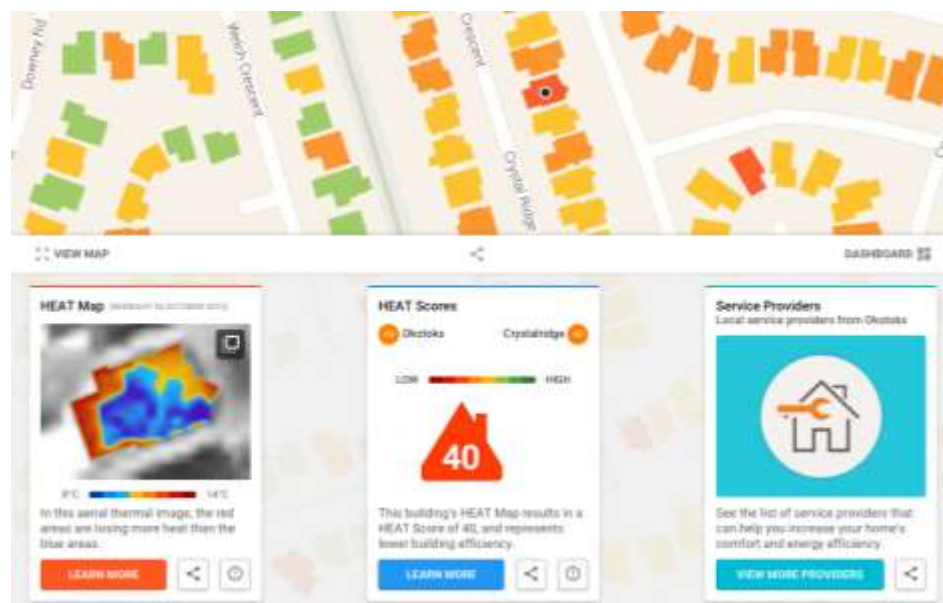 Downey Rd
Welch Crescent
Crescent
Crystal Ridge
VIEW MAP
DASHBOARD
HEAT Map
0°C
14°C
In this aerial thermal image, the red
areas are losing more heat than the
blue areas.
LEARN MORE
HEAT Scores
Okotoks
Crystalridge
LOW
HIGH
40
This building's HEAT Map results in a
HEAT Score of 40, and represents
lower building efficiency.
LEARN MORE
Service Providers
Local service providers from Okotoks
See the list of service providers that
can help you increase your home's
comfort and energy efficiency
VIEW MORE PROVIDERS